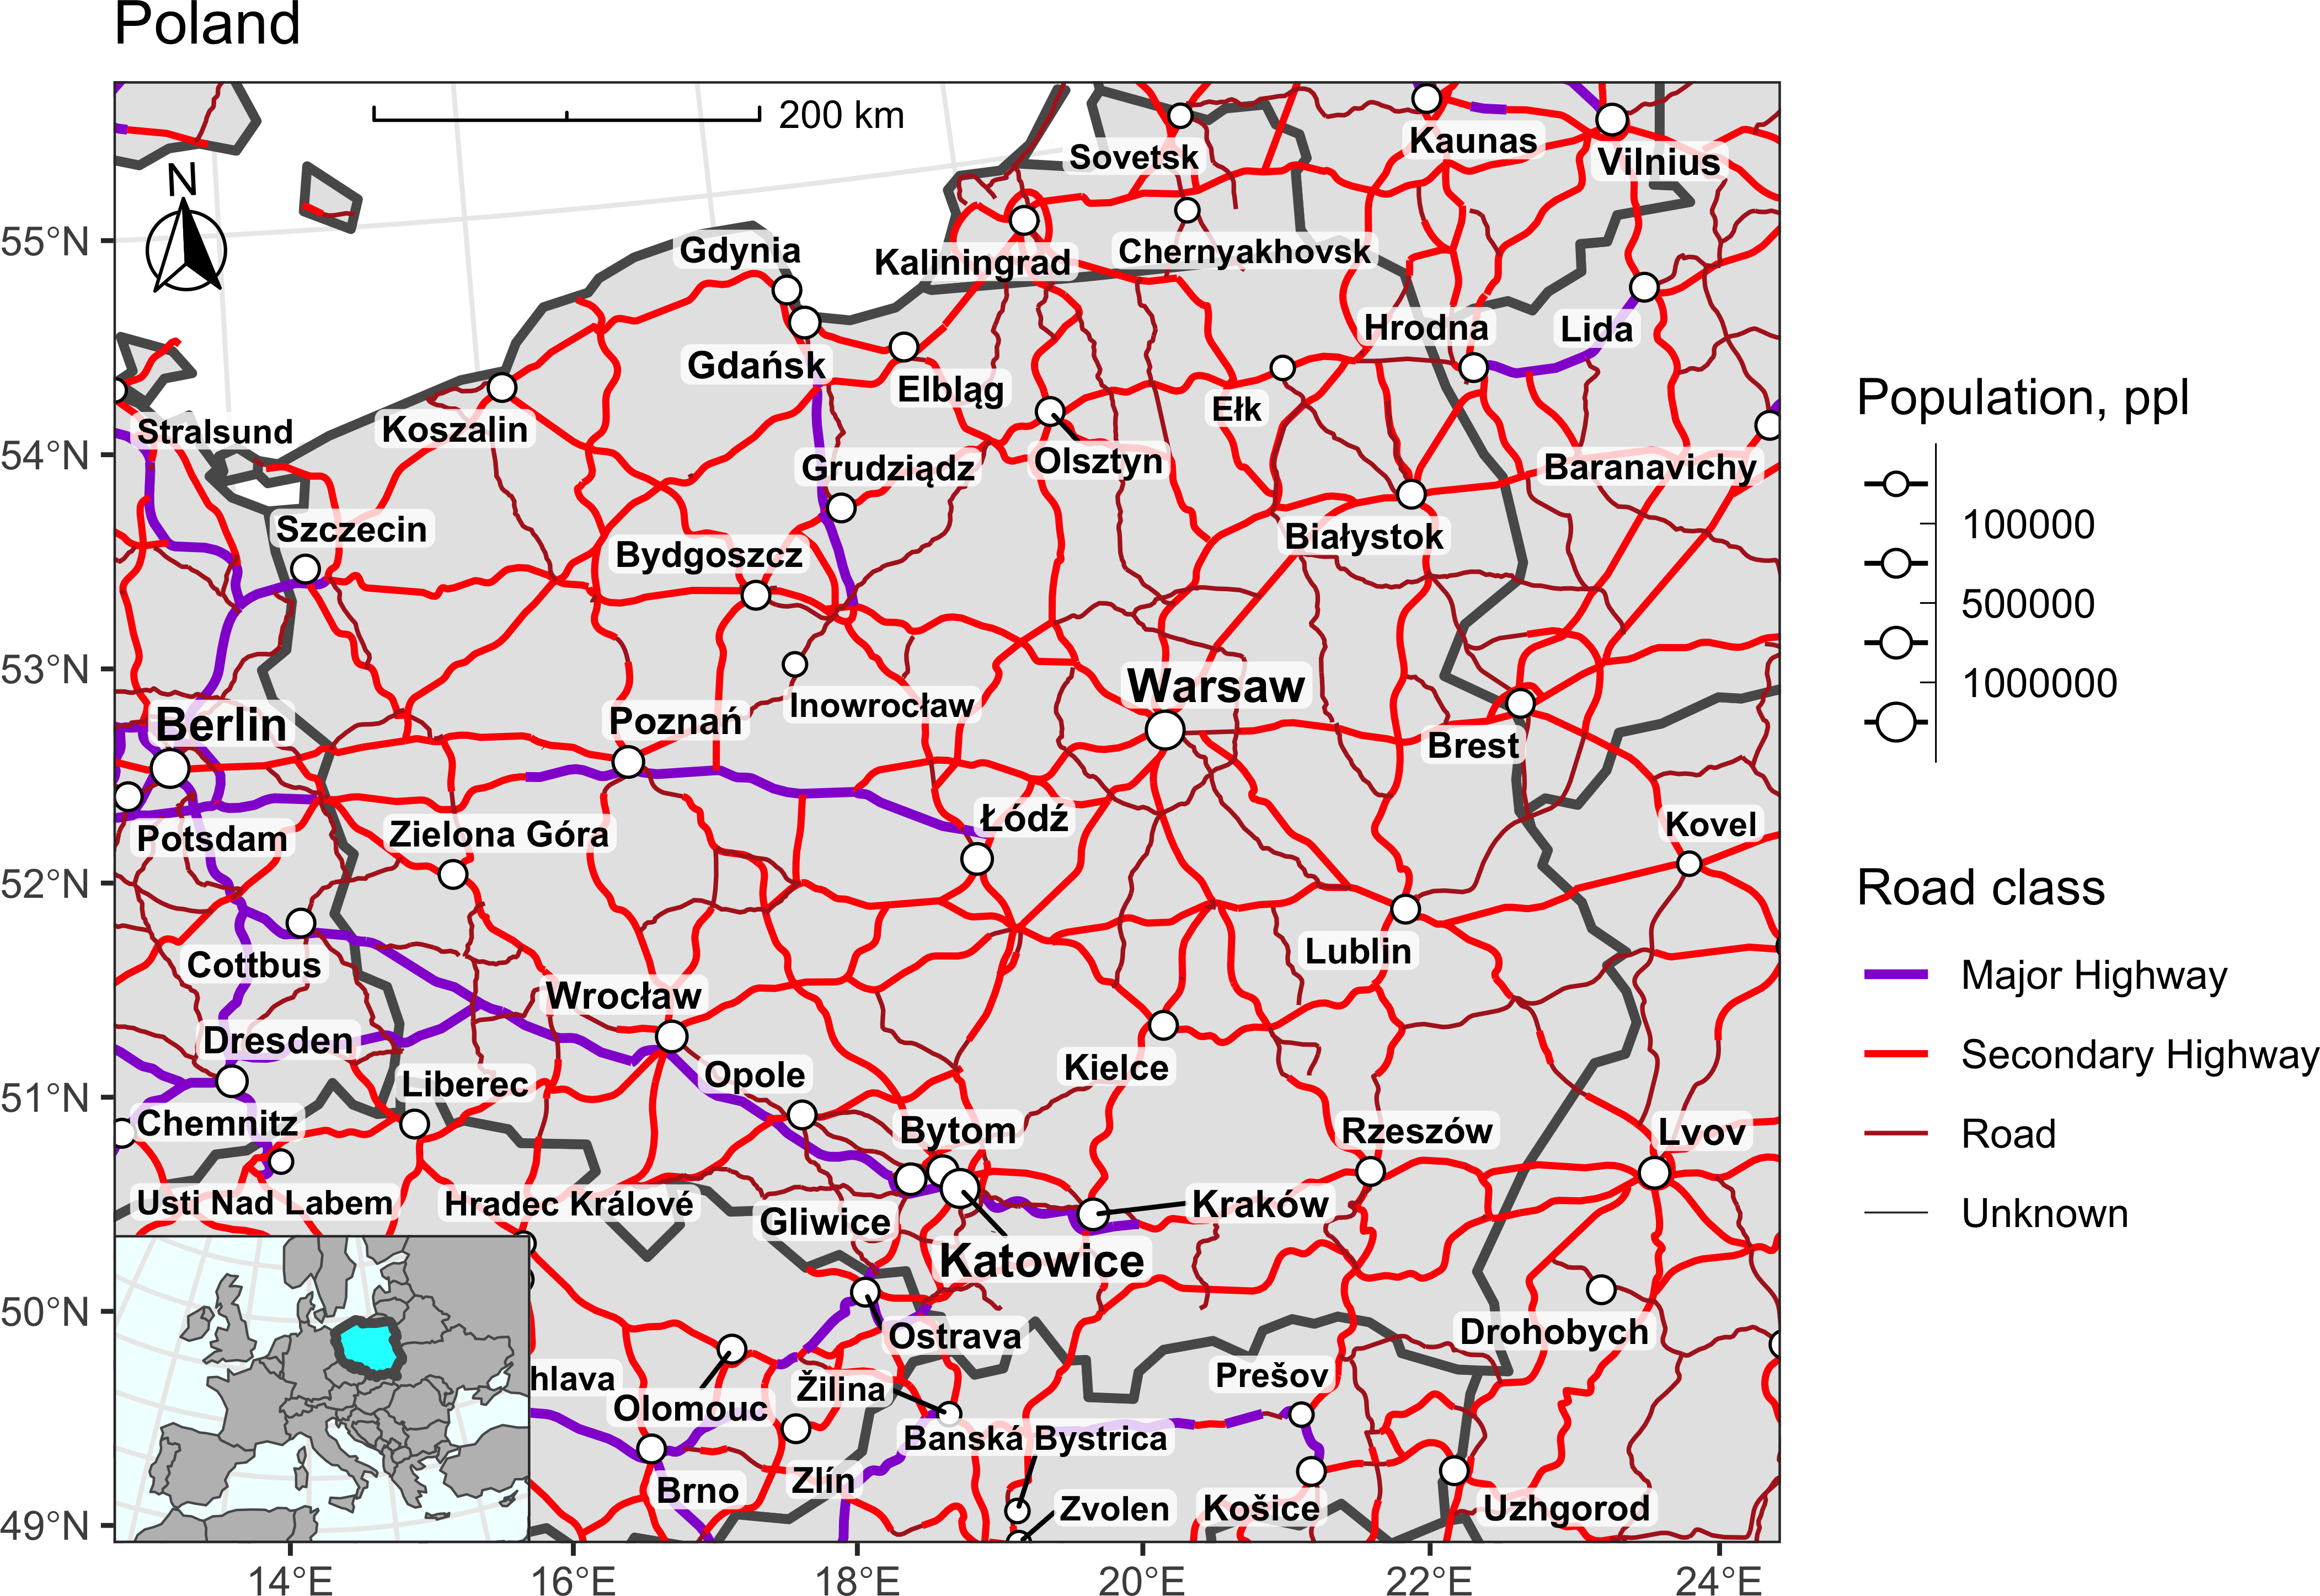 Poland
200 km
N
55°N
54°N
53°N
52°N
51°N
50°N
49°N
14°E
16°E
18°E
20°E
22°E
24°E
Sovetsk
Kaunas
Vilnius
Gdynia
Kaliningrad
Chernyakhovsk
Hrodna
Lida
Gdańsk
Elbląg
Ełk
Stralsund
Koszalin
Grudziądz
Olsztyn
Baranavichy
Szczecin
Bydgoszcz
Białystok
Warsaw
Inowrocław
Berlin
Poznań
Brest
Potsdam
Zielona Góra
Łódź
Kovel
Cottbus
Lublin
Wrocław
Dresden
Liberec
Opole
Kielce
Chemnitz
Bytom
Rzeszów
Lvov
Usti Nad Labem
Hradec Králové
Gliwice
Kraków
Katowice
Ostrava
Drohobych
hlava
Olomouc
Žilina
Prešov
Banská Bystrica
Brno
Zlín
Zvolen
Košice
Uzhgorod
Population, ppl
100000
500000
1000000
Road class
Major Highway
Secondary Highway
Road
Unknown